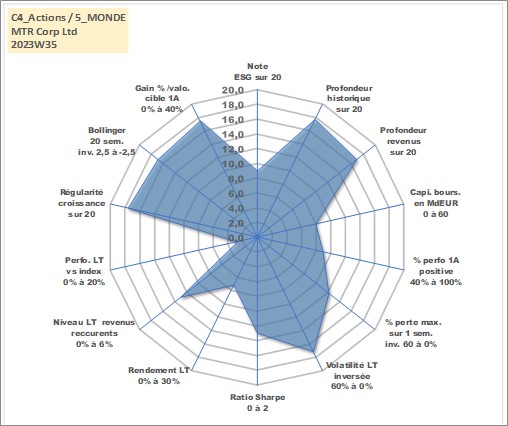 C4_Actions / 5_MONDE
MTR Corp Ltd
2023W35
Note
ESG sur 20
Profondeur
historique
sur 20
Profondeur
revenus
sur 20
Capi. bours.
en MdEUR
0 à 60
% perfo 1A
positive
40% à 100%
% perte max.
sur 1 sem.
inv. 60 à 0%
Volatilité LT
inversée
60% à 0%
Ratio Sharpe
0 à 2
Rendement LT
0% à 30%
Niveau LT revenus
reccurents
0% à 6%
Perfo. LT
vs index
0% à 20%
Régularité
croissance
sur 20
Bollinger
20 sem.
inv. 2,5 à -2,5
Gain % /valo.
cible 1A
0% à 40%
20,0
18,0
16,0
14,0
12,0
10,0
8,0
6,0
4,0
2,0
0,0